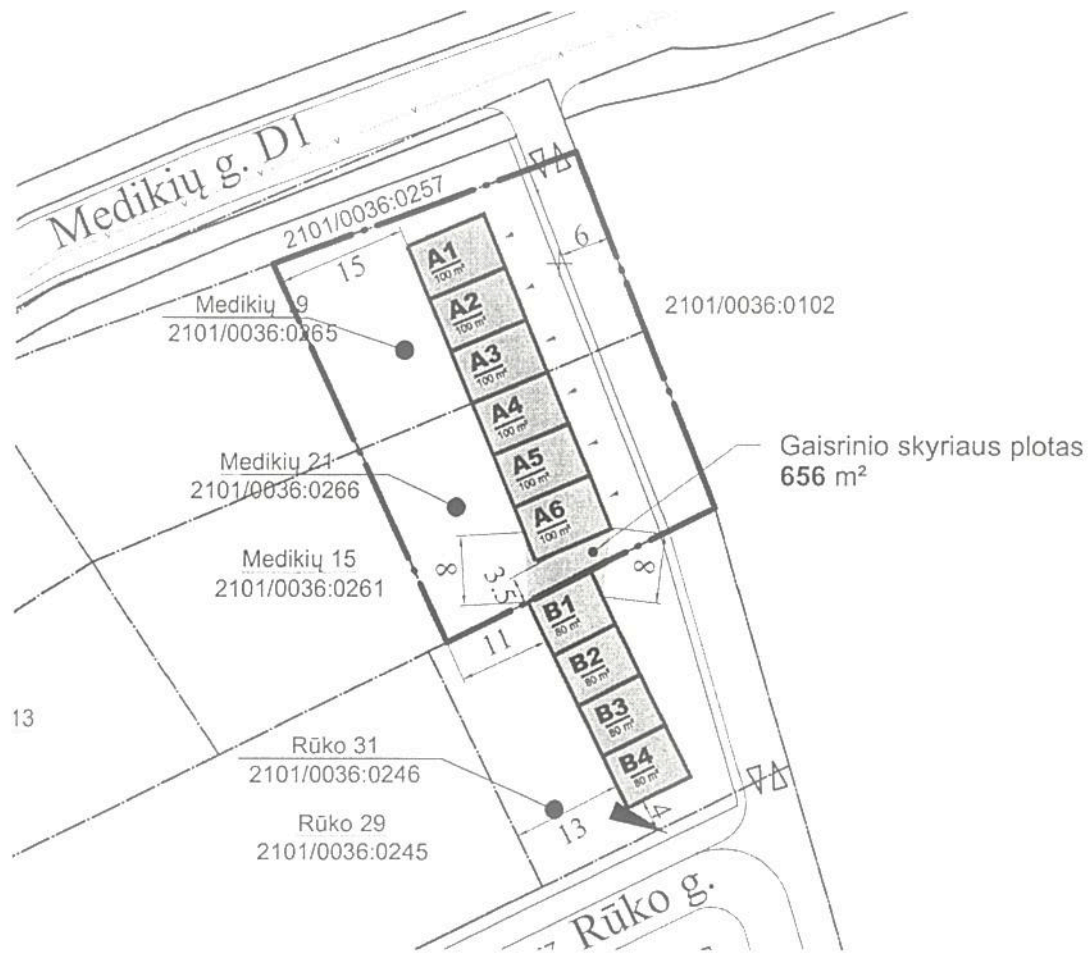 Medikių g. D1
2101/0036:0257
15
6
A1
100 m²
A2
100 m²
A3
100 m²
A4
100 m²
A5
100 m²
A6
100 m²
Medikių 19
2101/0036:0265
2101/0036:0102
Gaisrinio skyriaus plotas
656 m²
Medikių 21
2101/0036:0266
Medikių 15
2101/0036:0261
8
3.5
8
11
B1
80 m²
B2
80 m²
B3
80 m²
B4
80 m²
13
Rūko 31
2101/0036:0246
Rūko 29
2101/0036:0245
13
4
Rūko g.